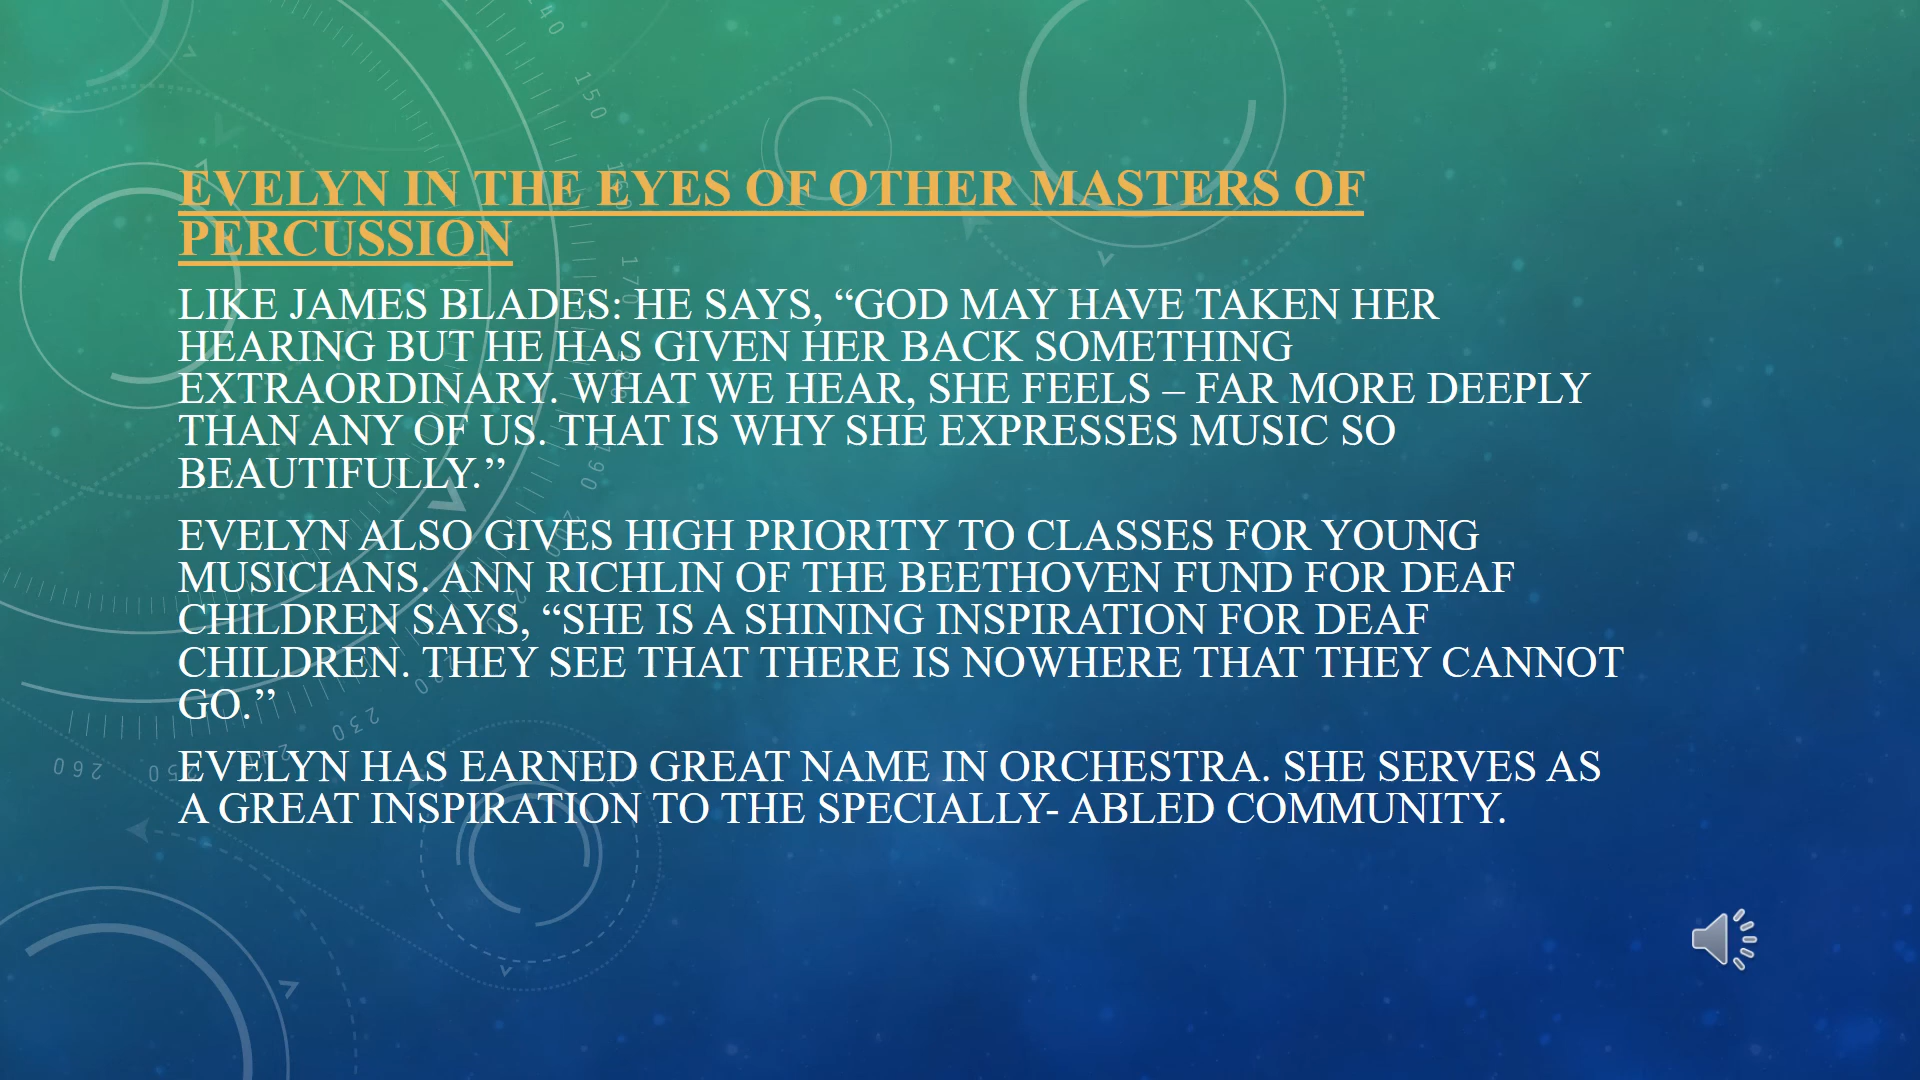 EVELYN IN THE EYES OF OTHER MASTERS OF
PERCUSSION
LIKE JAMES BLADES: HE SAYS, “GOD MAY HAVE TAKEN HER
HEARING BUT HE HAS GIVEN HER BACK SOMETHING
EXTRAORDINARY. WHAT WE HEAR, SHE FEELS – FAR MORE DEEPLY
THAN ANY OF US. THAT IS WHY SHE EXPRESSES MUSIC SO
BEAUTIFULLY.’’
EVELYN ALSO GIVES HIGH PRIORITY TO CLASSES FOR YOUNG
MUSICIANS. ANN RICHLIN OF THE BEETHOVEN FUND FOR DEAF
CHILDREN SAYS, “SHE IS A SHINING INSPIRATION FOR DEAF
CHILDREN. THEY SEE THAT THERE IS NOWHERE THAT THEY CANNOT
GO.’’
EVELYN HAS EARNED GREAT NAME IN ORCHESTRA. SHE SERVES AS
A GREAT INSPIRATION TO THE SPECIALLY- ABLED COMMUNITY.
150
170
190
230
260